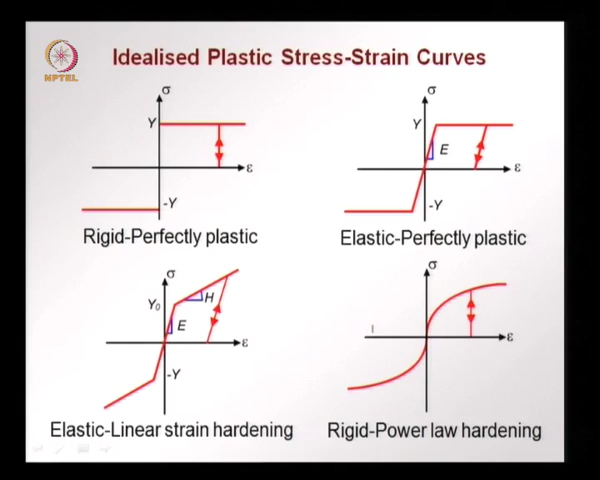 Idealised Plastic Stress-Strain Curves
NPTEL
σ
Y
ε
-Y
Rigid-Perfectly plastic
σ
Y
E
ε
-Y
Elastic-Perfectly plastic
σ
Y₀
H
E
ε
-Y
Elastic-Linear strain hardening
σ
ε
Rigid-Power law hardening